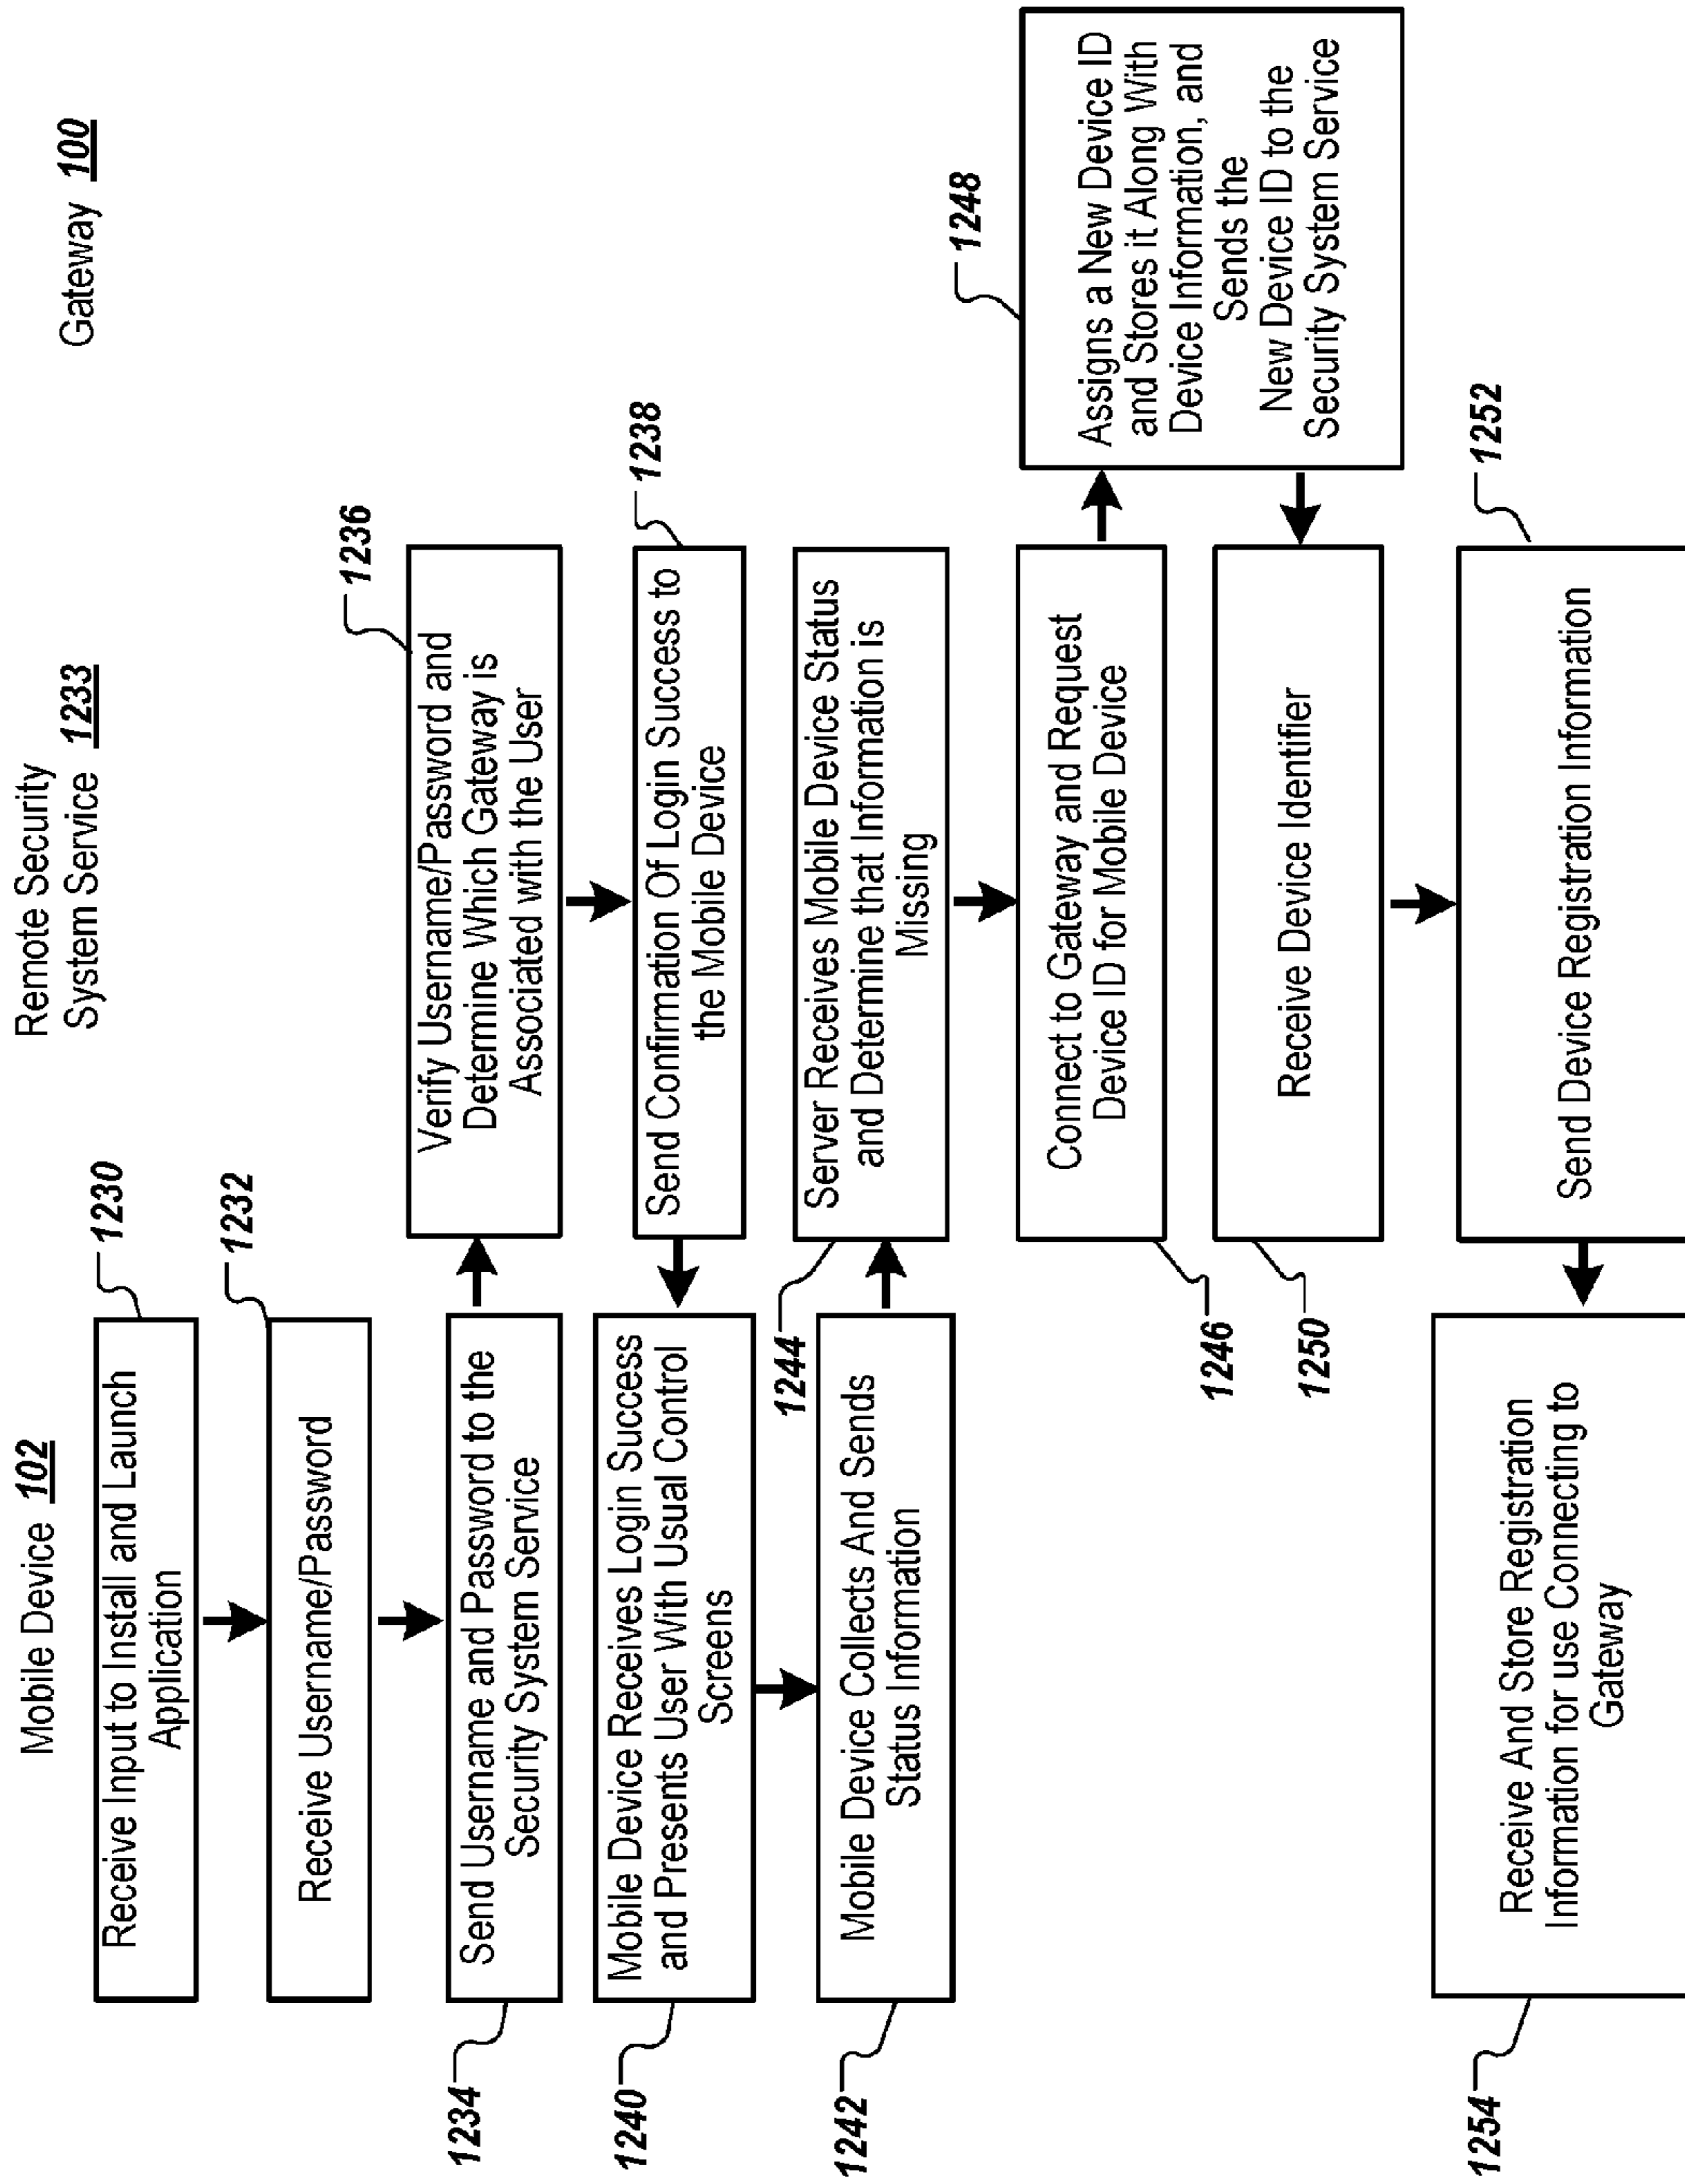 Mobile Device 102
Remote Security
System Service 1233
Gateway 100
1230
Receive Input to Install and Launch
Application
1232
Receive Username/Password
1234
Send Username and Password to the
Security System Service
1236
Verify Username/Password and
Determine Which Gateway is
Associated with the User
1238
Send Confirmation Of Login Success to
the Mobile Device
1240
Mobile Device Receives Login Success
and Presents User With Usual Control
Screens
1242
Mobile Device Collects And Sends
Status Information
1244
Server Receives Mobile Device Status
and Determine that Information is
Missing
1246
Connect to Gateway and Request
Device ID for Mobile Device
1248
Assigns a New Device ID
and Stores it Along With
Device Information, and
Sends the
New Device ID to the
Security System Service
1250
Receive Device Identifier
1252
Send Device Registration Information
1254
Receive And Store Registration
Information for use Connecting to
Gateway